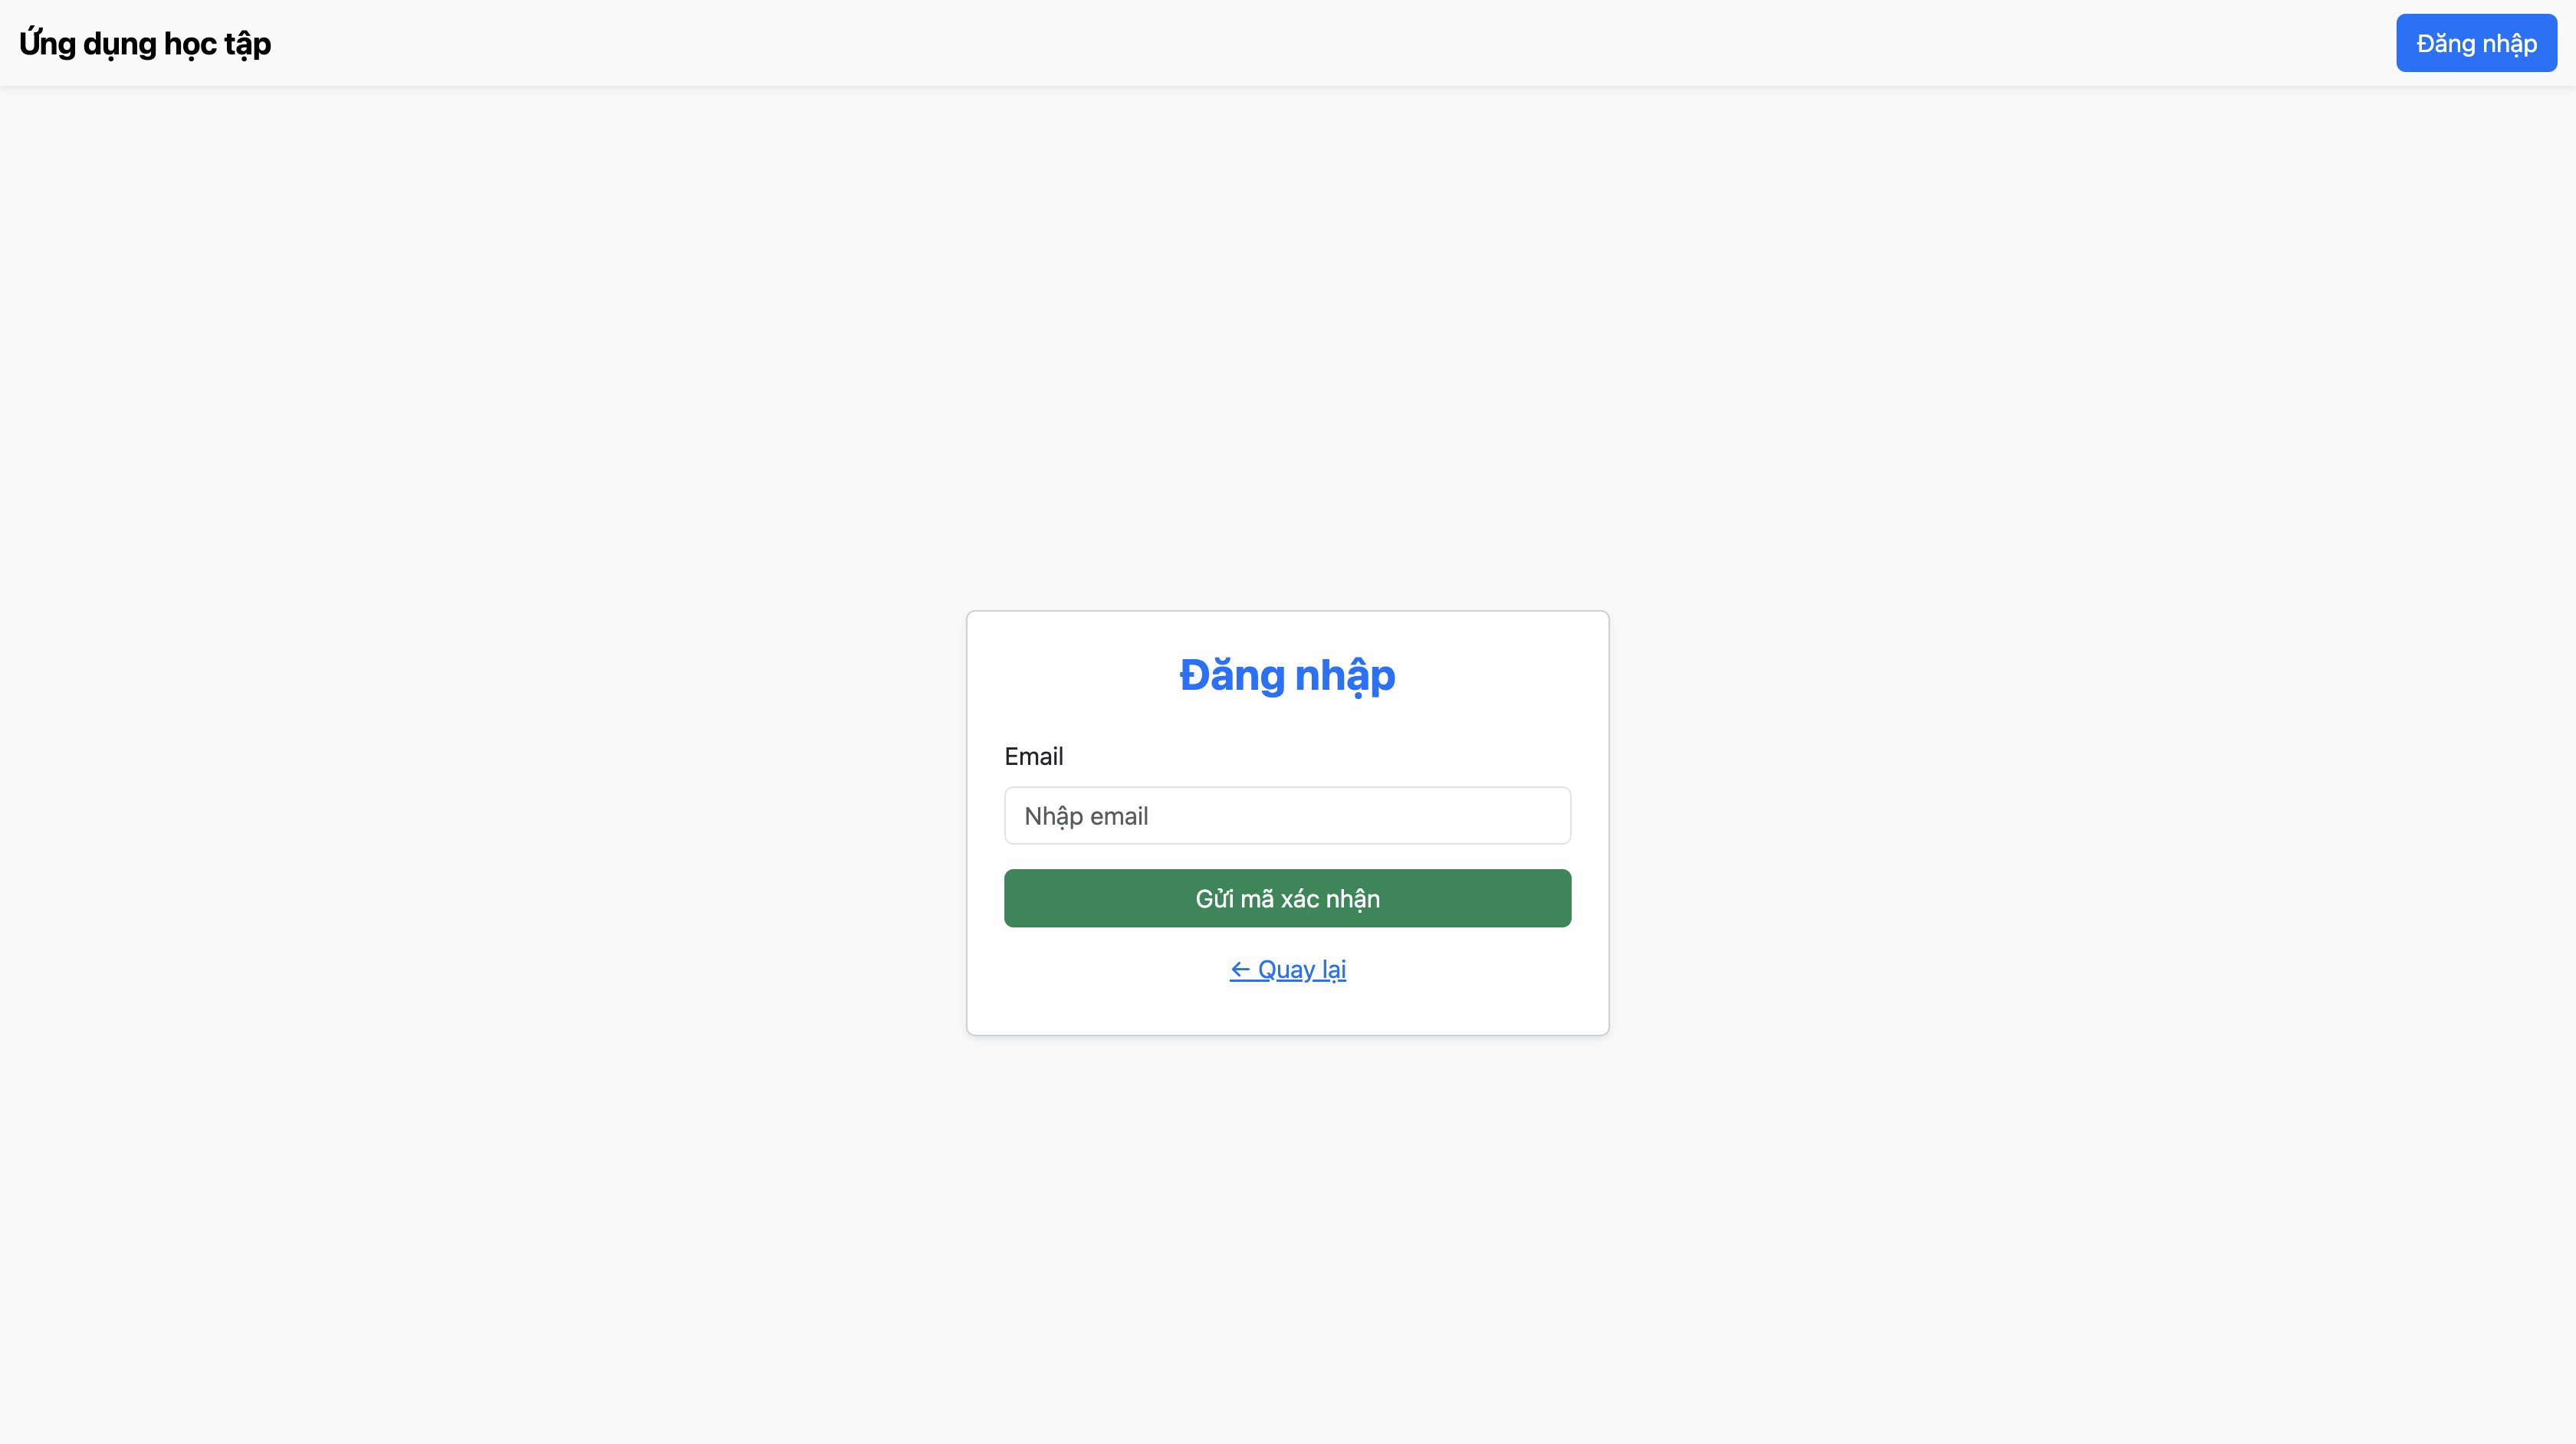 Ứng dụng học tập
Đăng nhập
Đăng nhập
Email
Nhập email
Gửi mã xác nhận
← Quay lại